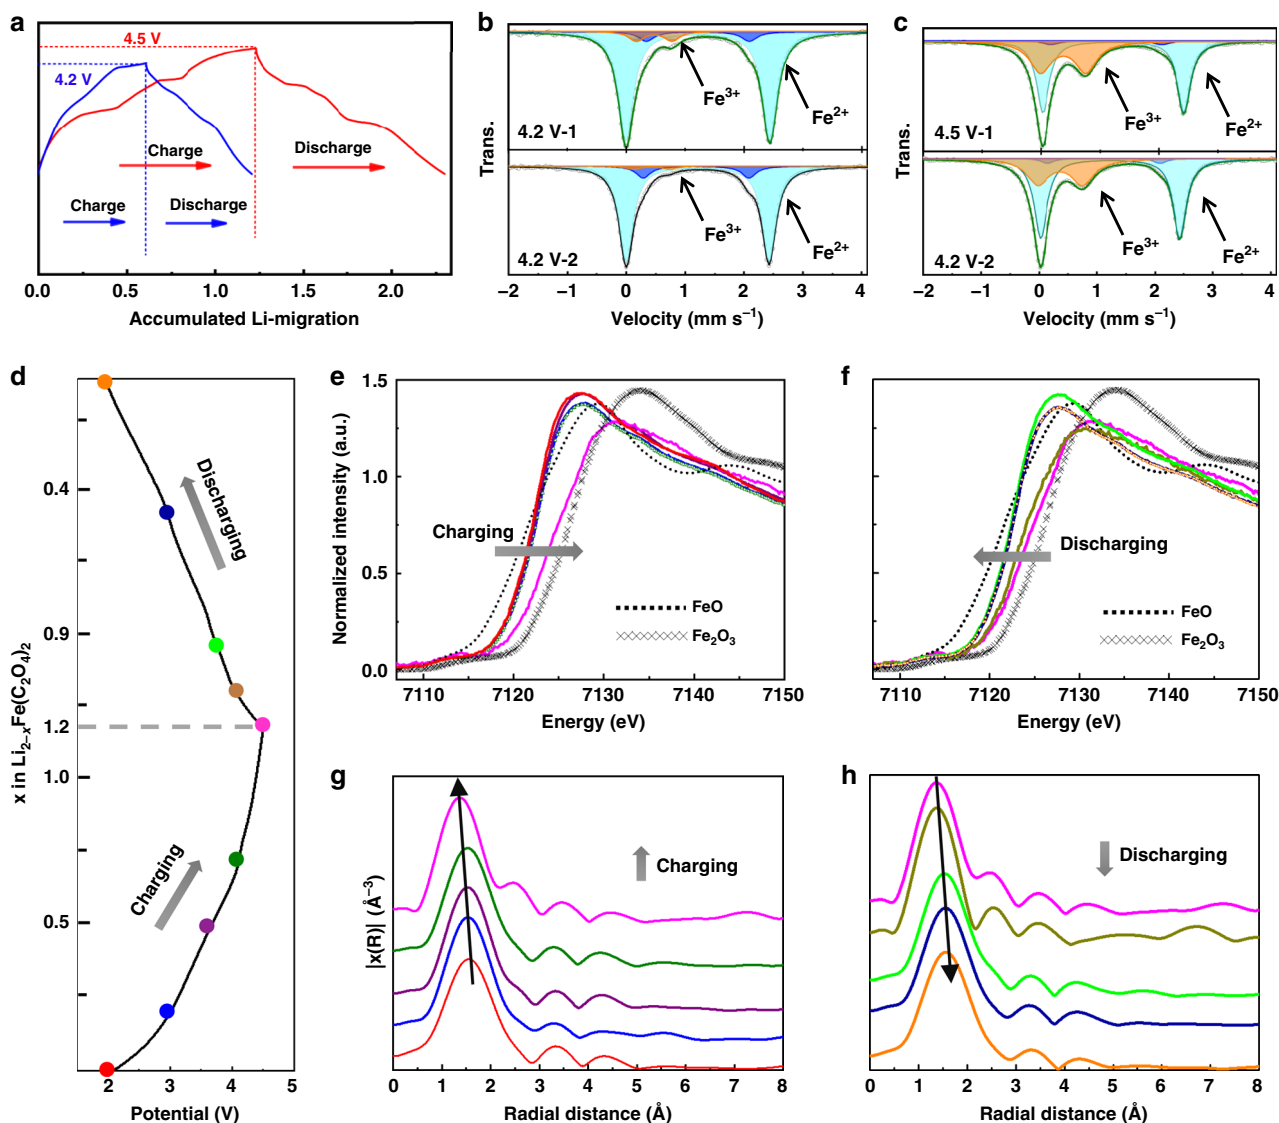 a
4.5 V
4.2 V
Charge
Discharge
Charge
Discharge
0.0 0.5 1.0 1.5 2.0
Accumulated Li-migration
b
Trans.
Fe3+
Fe2+
4.2 V-1
Fe3+
Fe2+
4.2 V-2
−2 −1 0 1 2 3 4
Velocity (mm s−1)
c
Trans.
Fe3+
Fe2+
4.5 V-1
Fe3+
Fe2+
4.2 V-2
−2 −1 0 1 2 3 4
Velocity (mm s−1)
d
x in Li2−xFe(C2O4)2
0.4
0.9
1.2
1.0
0.5
Discharging
Charging
2 3 4 5
Potential (V)
e
Normalized intensity (a.u.)
1.5
1.0
0.5
0.0
Charging
FeO
Fe2O3
7110 7120 7130 7140 7150
Energy (eV)
f
Discharging
FeO
Fe2O3
7110 7120 7130 7140 7150
Energy (eV)
g
|x(R)| (Å−3)
Charging
0 1 2 3 4 5 6 7 8
Radial distance (Å)
h
Discharging
0 1 2 3 4 5 6 7 8
Radial distance (Å)